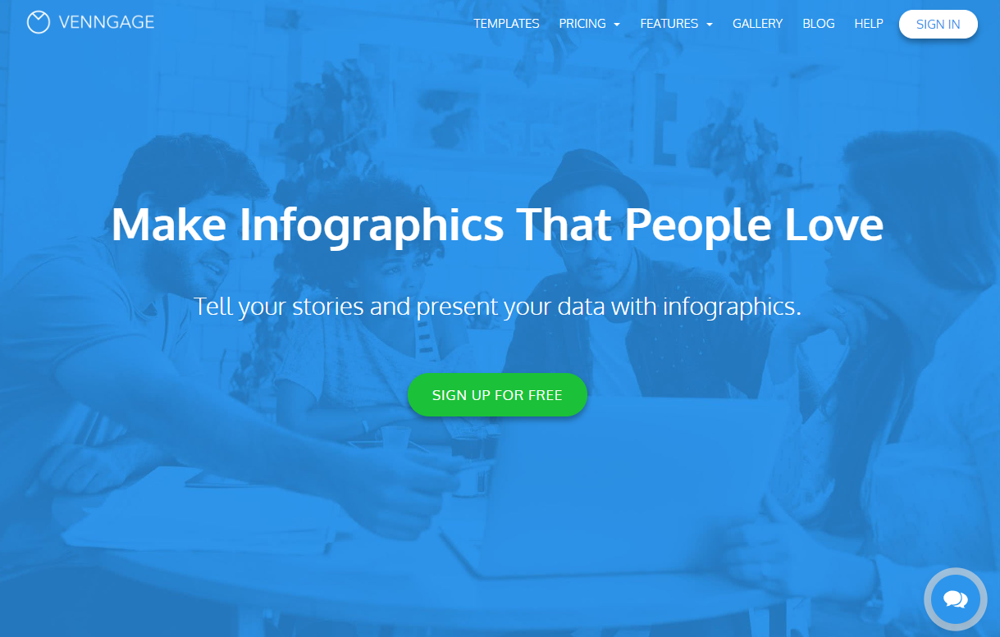 VENNGAGE
TEMPLATES PRICING FEATURES GALLERY BLOG HELP SIGN IN
Make Infographics That People Love
Tell your stories and present your data with infographics.
SIGN UP FOR FREE